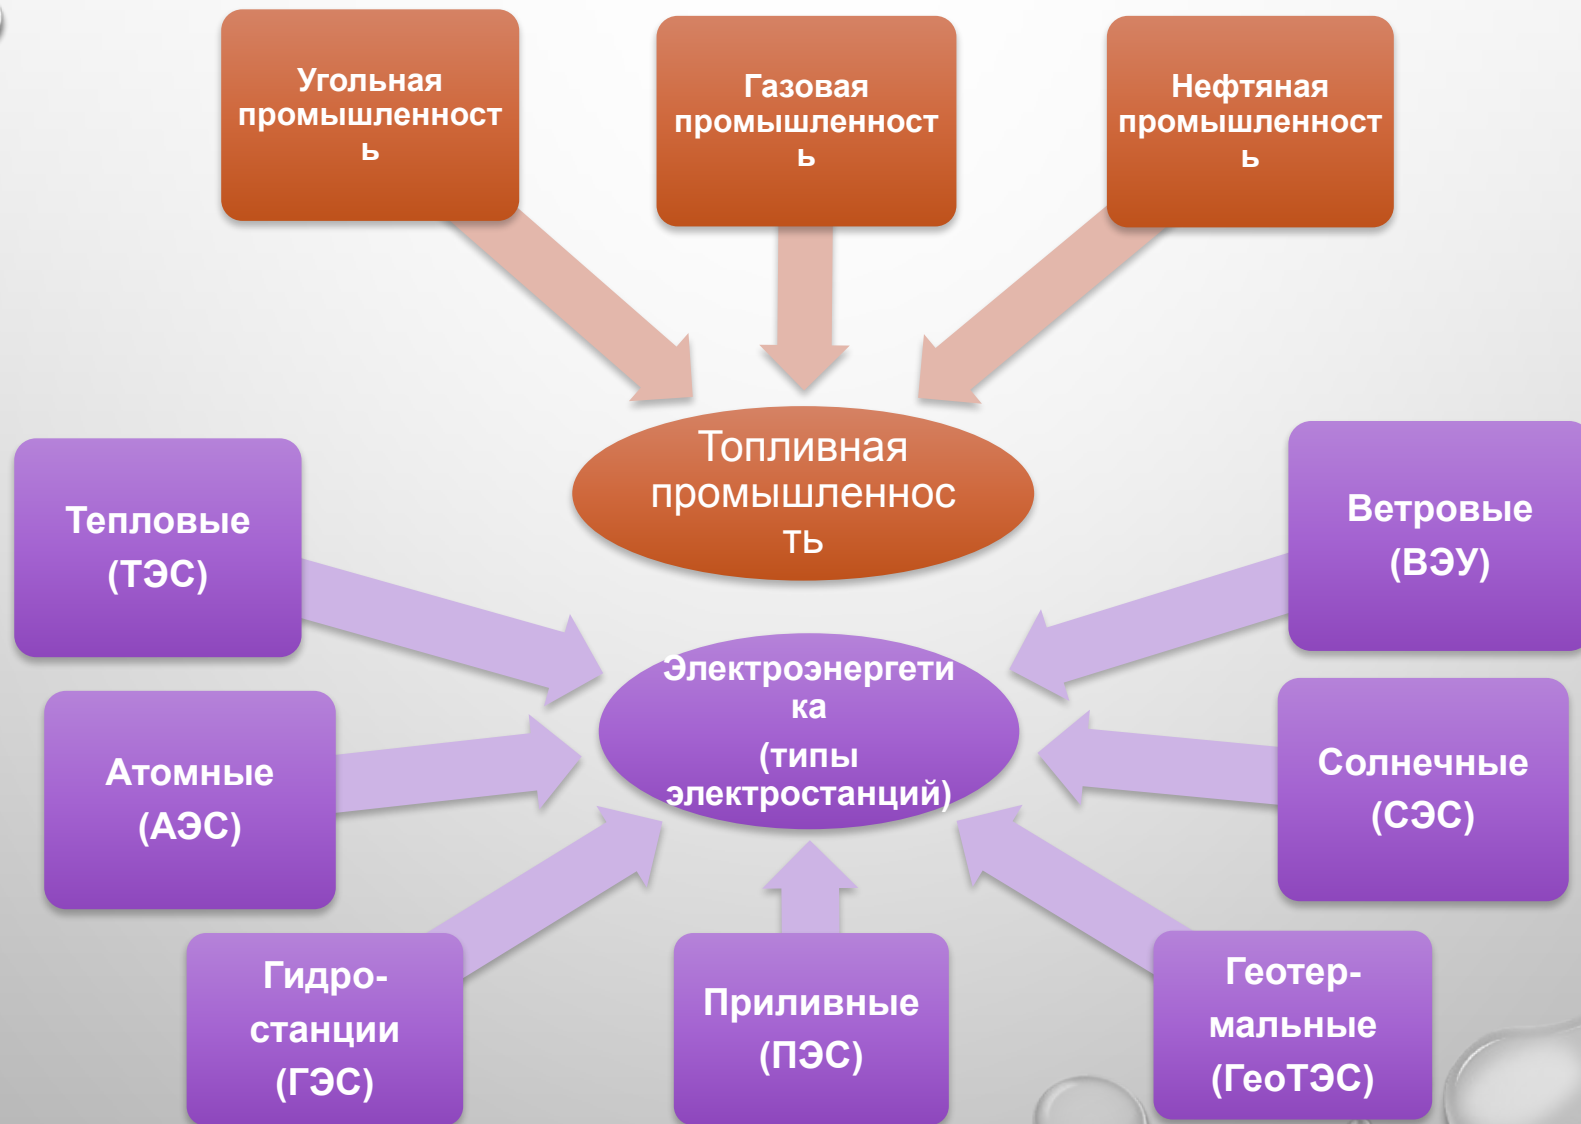 Угольная
промышленност
ь
Газовая
промышленност
ь
Нефтяная
промышленност
ь
Топливная
промышленнос
ть
Тепловые
(ТЭС)
Ветровые
(ВЭУ)
Электроэнергети
ка
(типы
электростанций)
Атомные
(АЭС)
Солнечные
(СЭС)
Гидро-
станции
(ГЭС)
Приливные
(ПЭС)
Геотер-
мальные
(ГеоТЭС)